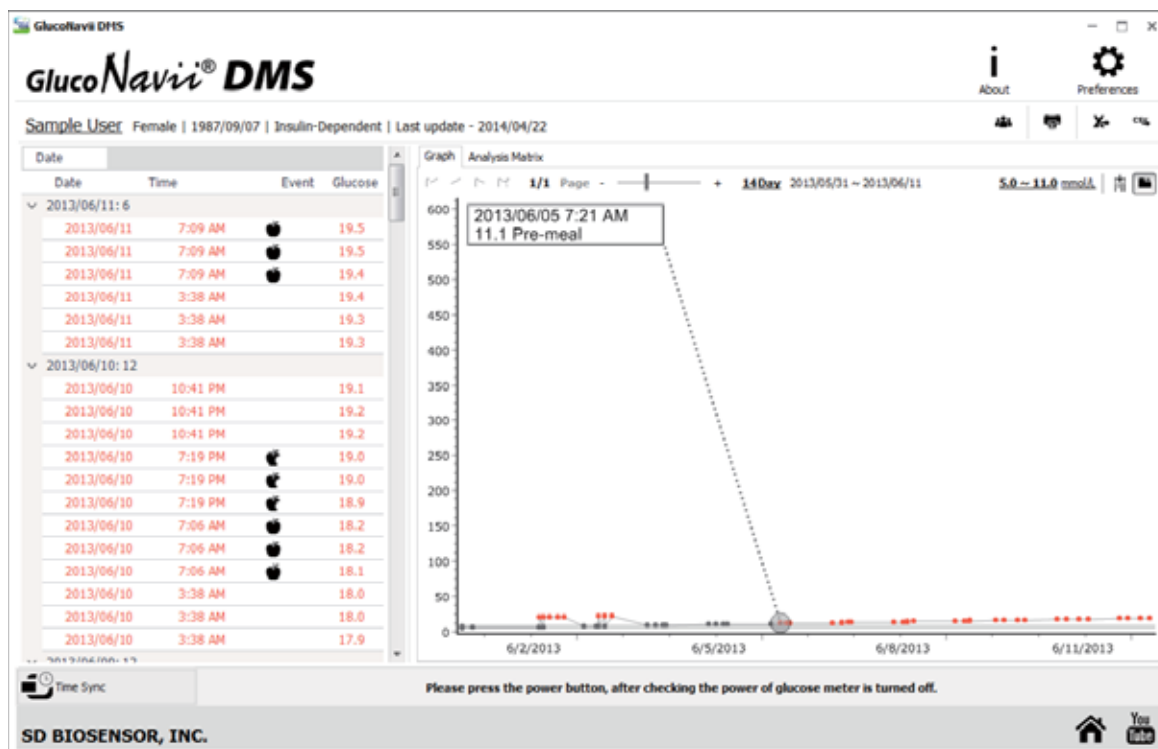 GlucoNavii DMS
Gluco Navii® DMS
About
Preferences
Sample User Female | 1987/09/07 | Insulin-Dependent | Last update - 2014/04/22
Date
Date Time Event Glucose
2013/06/11: 6
2013/06/11 7:09 AM 19.5
2013/06/11 7:09 AM 19.5
2013/06/11 7:09 AM 19.4
2013/06/11 3:38 AM 19.4
2013/06/11 3:38 AM 19.3
2013/06/11 3:38 AM 19.3
2013/06/10: 12
2013/06/10 10:41 PM 19.1
2013/06/10 10:41 PM 19.2
2013/06/10 10:41 PM 19.2
2013/06/10 7:19 PM 19.0
2013/06/10 7:19 PM 19.0
2013/06/10 7:19 PM 18.9
2013/06/10 7:06 AM 18.2
2013/06/10 7:06 AM 18.2
2013/06/10 7:06 AM 18.1
2013/06/10 3:38 AM 18.0
2013/06/10 3:38 AM 18.0
2013/06/10 3:38 AM 17.9
Graph Analysis Matrix
1/1 Page - + 14Day 2013/05/31 ~ 2013/06/11 5.0 ~ 11.0 mmol/L
2013/06/05 7:21 AM
11.1 Pre-meal
600
550
500
450
400
350
300
250
200
150
100
50
0
6/2/2013 6/5/2013 6/8/2013 6/11/2013
Time Sync
Please press the power button, after checking the power of glucose meter is turned off.
SD BIOSENSOR, INC.
You
Tube